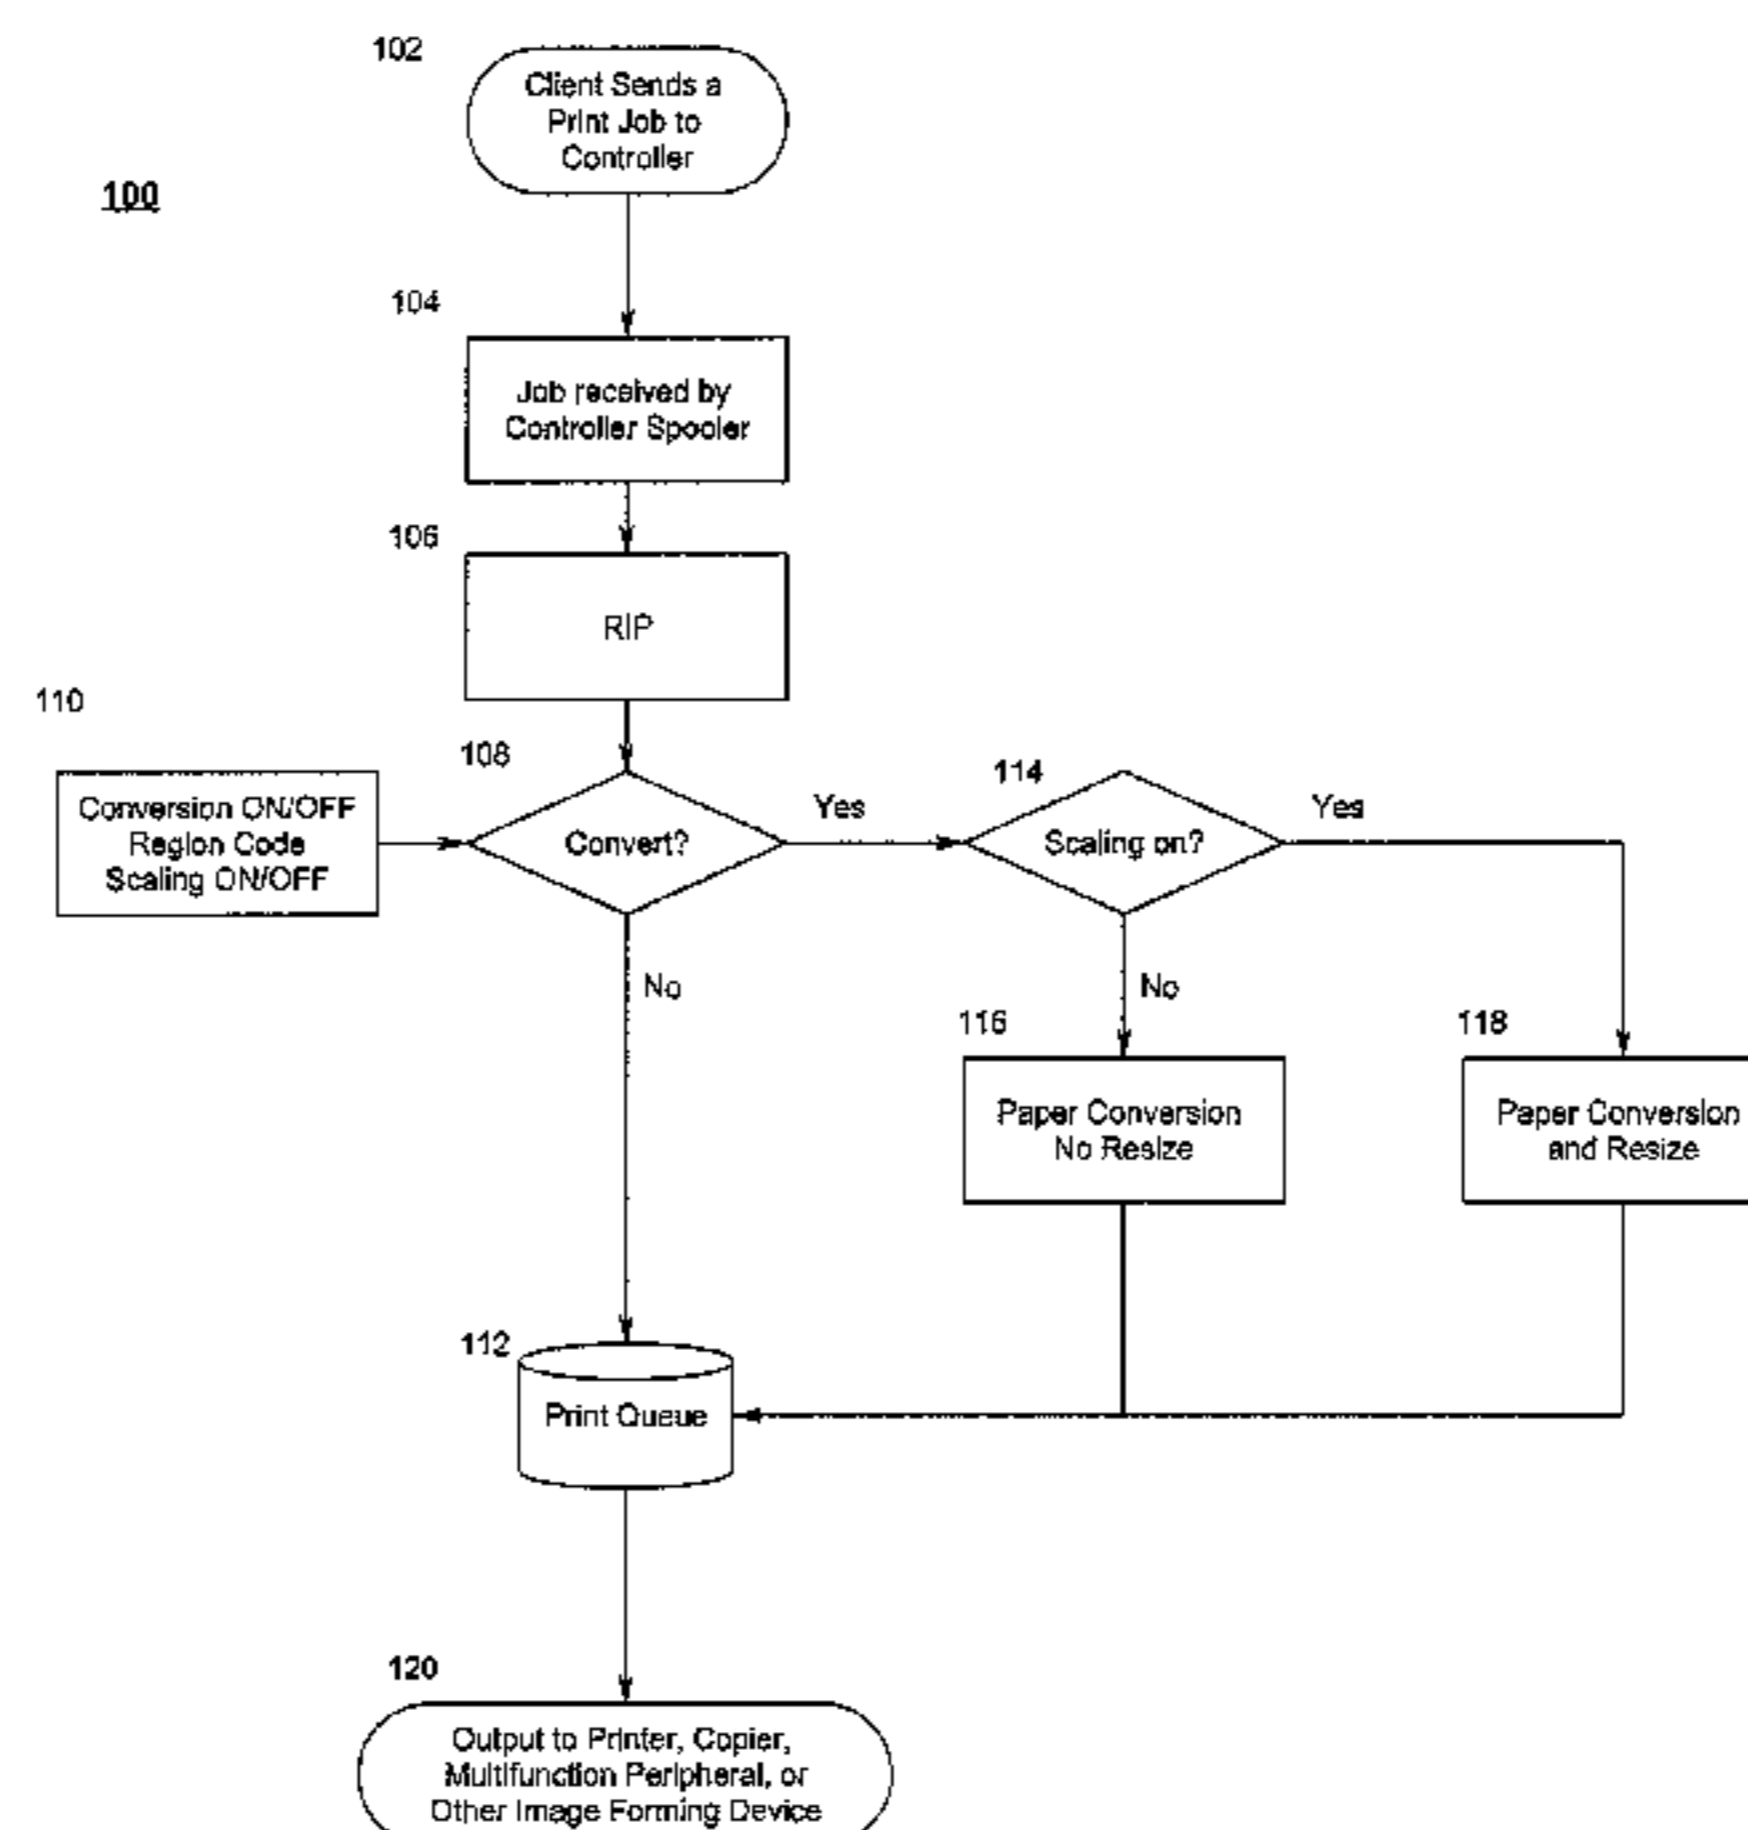 102
Client Sends a
Print Job to
Controller
100
104
Job received by
Controller Spooler
106
RIP
110
108
114
Conversion ON/OFF
Region Code
Scaling ON/OFF
Convert?
Yes
Scaling on?
Yes
No
No
116
118
Paper Conversion
No Resize
Paper Conversion
and Resize
112
Print Queue
120
Output to Printer, Copier,
Multifunction Peripheral, or
Other Image Forming Device